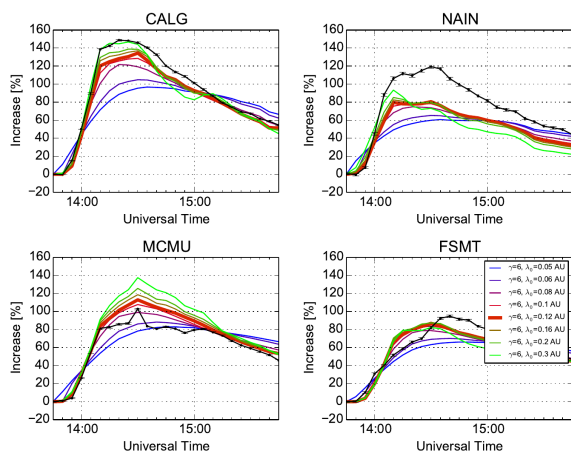 CALG
NAIN
160
140
120
100
80
60
40
20
0
−20
Increase [%]
14:00
15:00
Universal Time
160
140
120
100
80
60
40
20
0
−20
Increase [%]
14:00
15:00
Universal Time
MCMU
FSMT
160
140
120
100
80
60
40
20
0
−20
Increase [%]
14:00
15:00
Universal Time
160
140
120
100
80
60
40
20
0
−20
Increase [%]
14:00
15:00
Universal Time
γ=6, λ₀=0.05 AU
γ=6, λ₀=0.06 AU
γ=6, λ₀=0.08 AU
γ=6, λ₀=0.1 AU
γ=6, λ₀=0.12 AU
γ=6, λ₀=0.16 AU
γ=6, λ₀=0.2 AU
γ=6, λ₀=0.3 AU